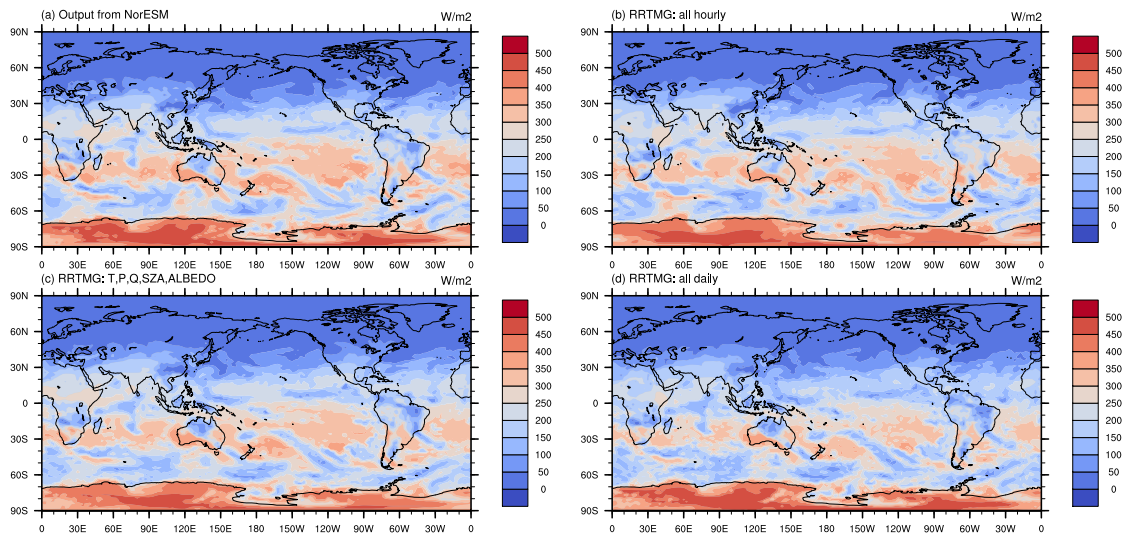 (a) Output from NorESM W/m2
90N
60N
30N
0
30S
60S
90S
0 30E 60E 90E 120E 150E 180 150W 120W 90W 60W 30W 0
500
450
400
350
300
250
200
150
100
50
0
(b) RRTMG: all hourly W/m2
90N
60N
30N
0
30S
60S
90S
0 30E 60E 90E 120E 150E 180 150W 120W 90W 60W 30W 0
500
450
400
350
300
250
200
150
100
50
0
(c) RRTMG: T,P,Q,SZA,ALBEDO W/m2
90N
60N
30N
0
30S
60S
90S
0 30E 60E 90E 120E 150E 180 150W 120W 90W 60W 30W 0
500
450
400
350
300
250
200
150
100
50
0
(d) RRTMG: all daily W/m2
90N
60N
30N
0
30S
60S
90S
0 30E 60E 90E 120E 150E 180 150W 120W 90W 60W 30W 0
500
450
400
350
300
250
200
150
100
50
0